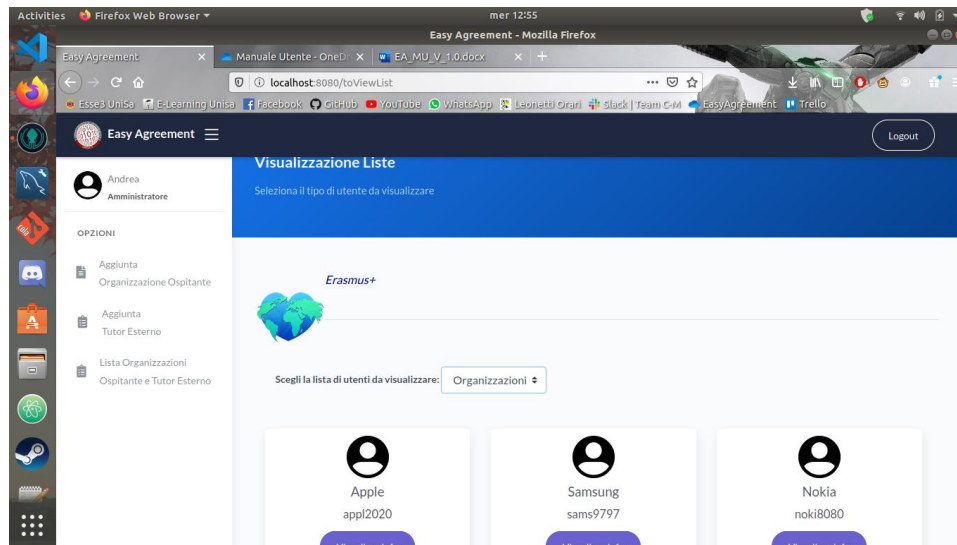 Activities Firefox Web Browser mer 12:55
Easy Agreement - Mozilla Firefox
Easy Agreement Manuale Utente - OneDr EA_MU_V_1.0.docx
localhost:8080/toViewList
Esse3 UniSa E-Learning Unisa Facebook GitHub YouTube WhatsApp Leonetti Orari Slack | Team C-M EasyAgreement Trello
Easy Agreement Logout
Visualizzazione Liste
Seleziona il tipo di utente da visualizzare
Andrea
Amministratore
OPZIONI
Aggiunta
Organizzazione Ospitante
Aggiunta
Tutor Esterno
Lista Organizzazioni
Ospitante e Tutor Esterno
Erasmus+
Scegli la lista di utenti da visualizzare: Organizzazioni
Apple Samsung Nokia
appl2020 sams9797 noki8080